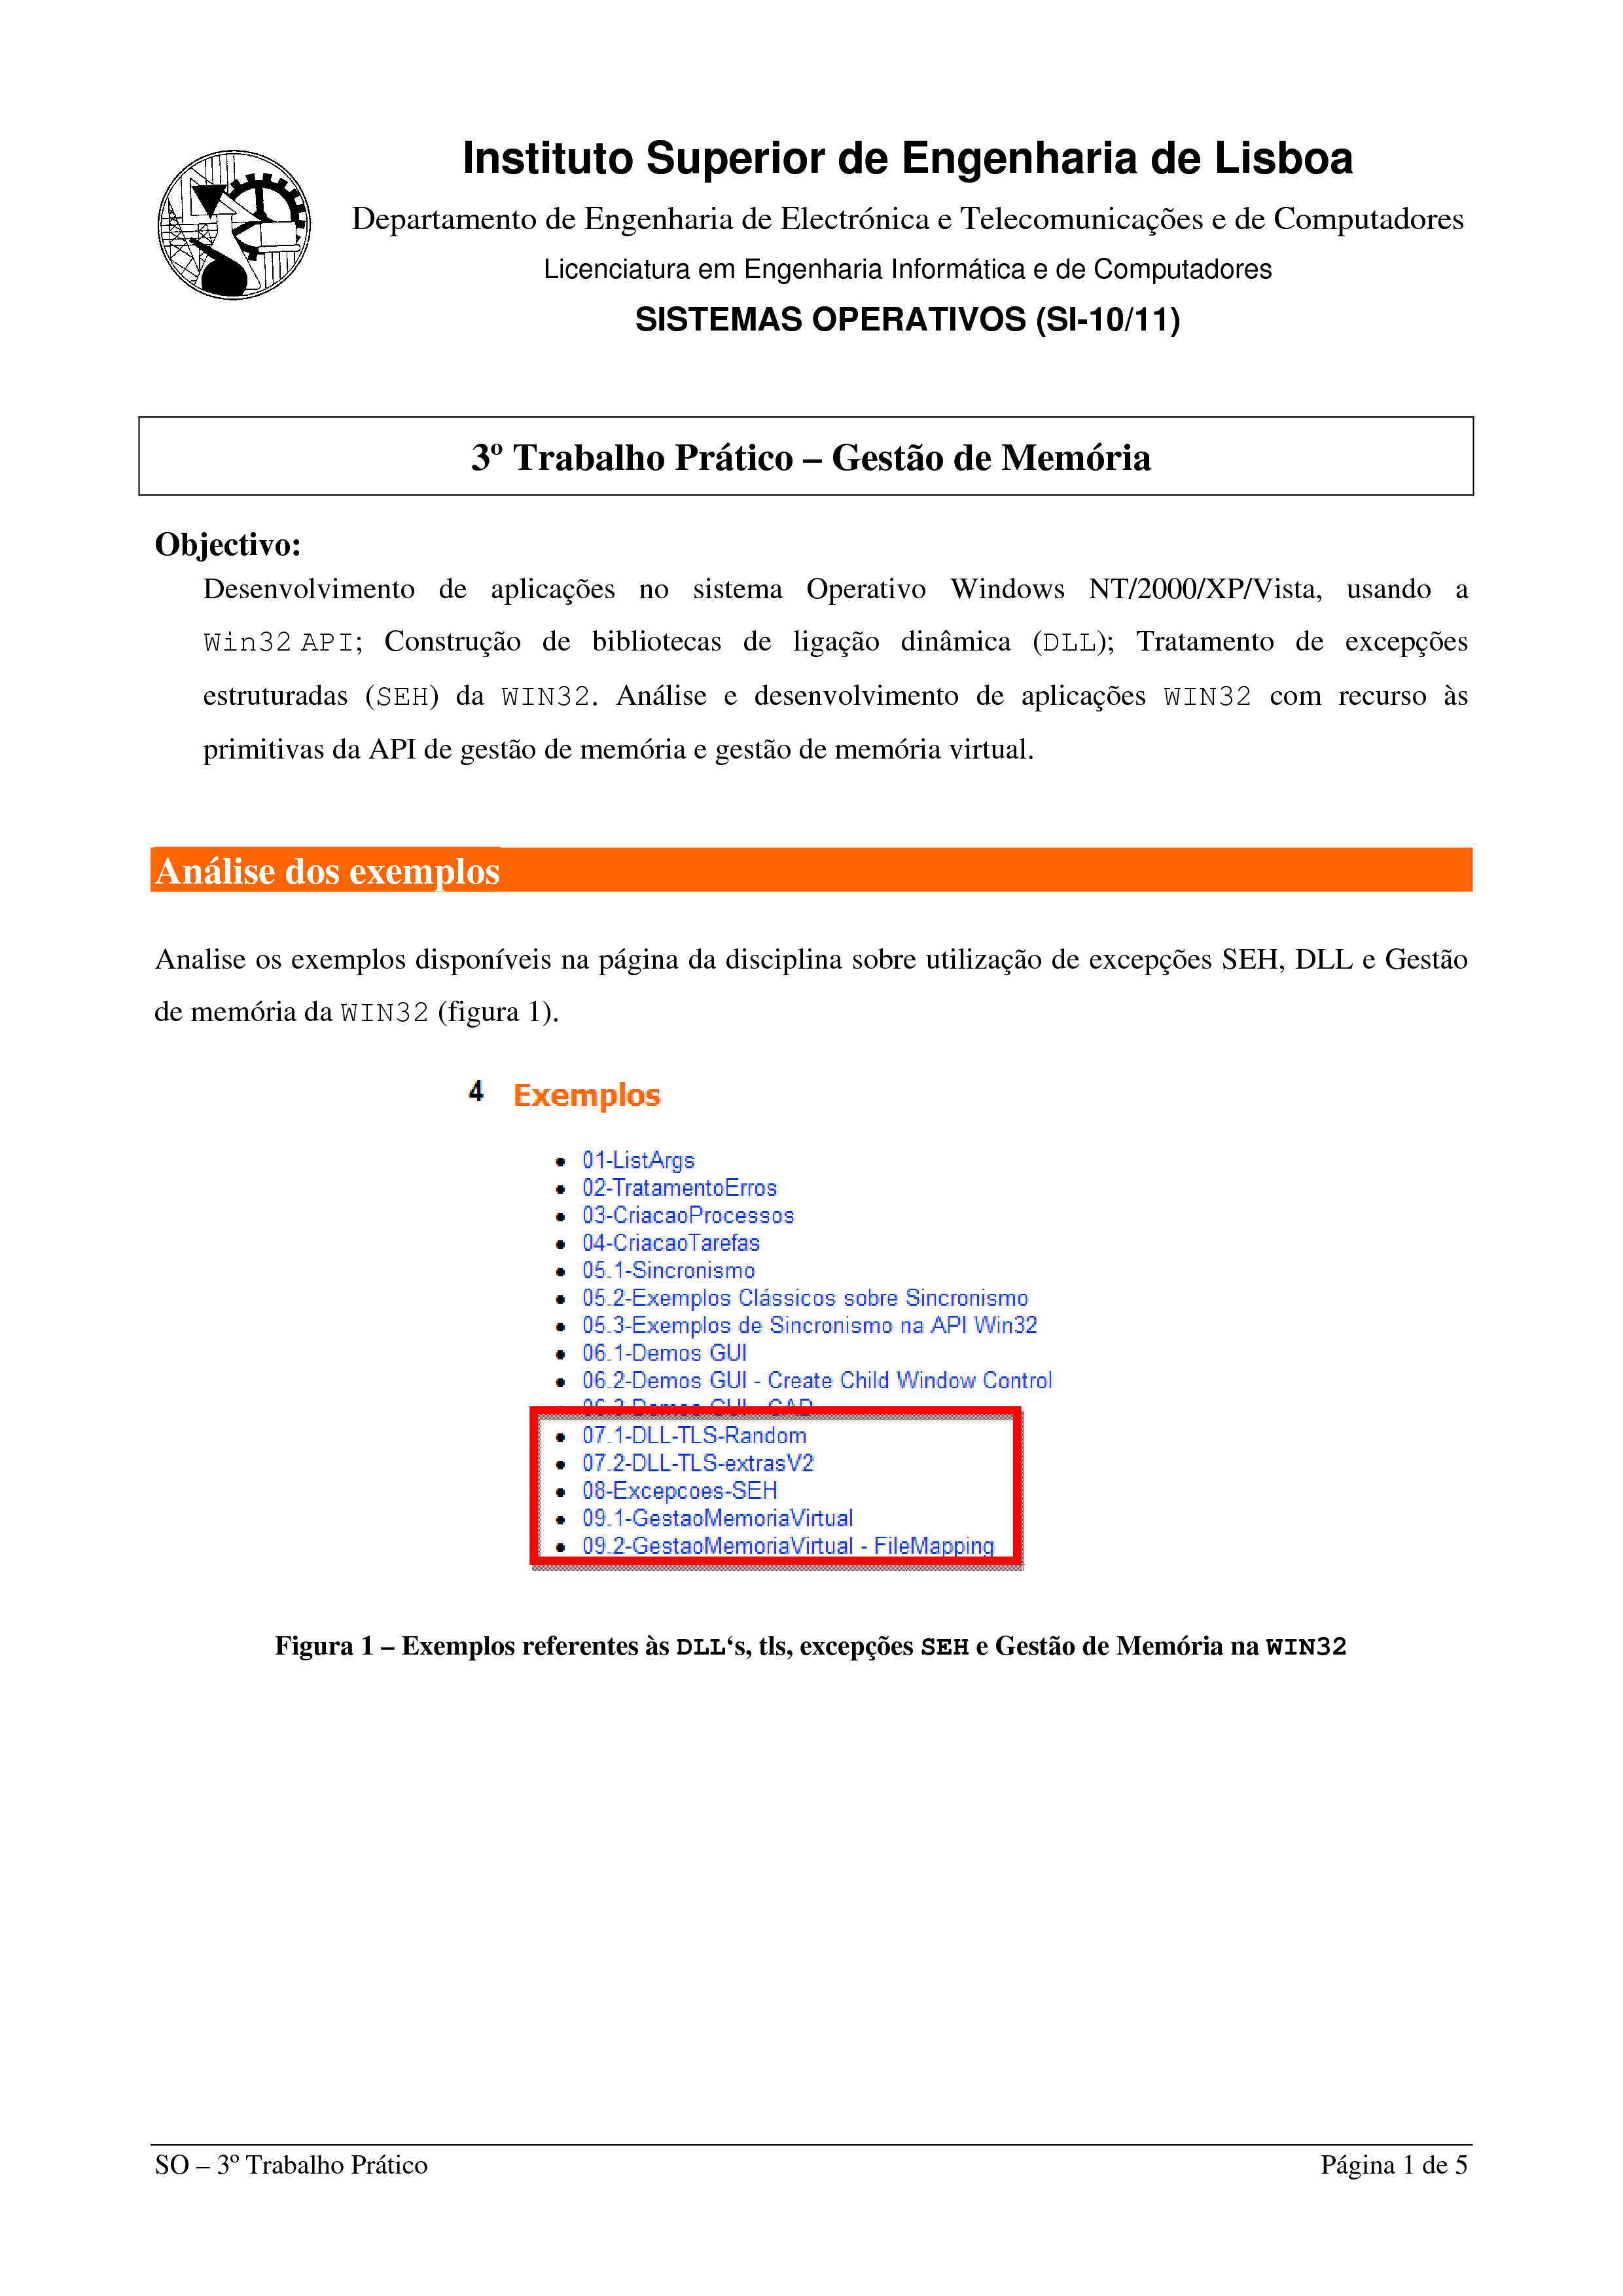 Instituto Superior de Engenharia de Lisboa
Departamento de Engenharia de Electrónica e Telecomunicações e de Computadores
Licenciatura em Engenharia Informática e de Computadores
SISTEMAS OPERATIVOS (SI-10/11)
3º Trabalho Prático – Gestão de Memória
Objectivo:
Desenvolvimento de aplicações no sistema Operativo Windows NT/2000/XP/Vista, usando a
Win32 API; Construção de bibliotecas de ligação dinâmica (DLL); Tratamento de excepções
estruturadas (SEH) da WIN32. Análise e desenvolvimento de aplicações WIN32 com recurso às
primitivas da API de gestão de memória e gestão de memória virtual.
Análise dos exemplos
Analise os exemplos disponíveis na página da disciplina sobre utilização de excepções SEH, DLL e Gestão
de memória da WIN32 (figura 1).
4 Exemplos
• 01-ListArgs
• 02-TratamentoErros
• 03-CriacaoProcessos
• 04-CriacaoTarefas
• 05.1-Sincronismo
• 05.2-Exemplos Clássicos sobre Sincronismo
• 05.3-Exemplos de Sincronismo na API Win32
• 06.1-Demos GUI
• 06.2-Demos GUI - Create Child Window Control
• 06.3-Demos GUI - CAD
• 07.1-DLL-TLS-Random
• 07.2-DLL-TLS-extrasV2
• 08-Excepcoes-SEH
• 09.1-GestaoMemoriaVirtual
• 09.2-GestaoMemoriaVirtual - FileMapping
Figura 1 – Exemplos referentes às DLL‘s, tls, excepções SEH e Gestão de Memória na WIN32
SO – 3º Trabalho Prático Página 1 de 5